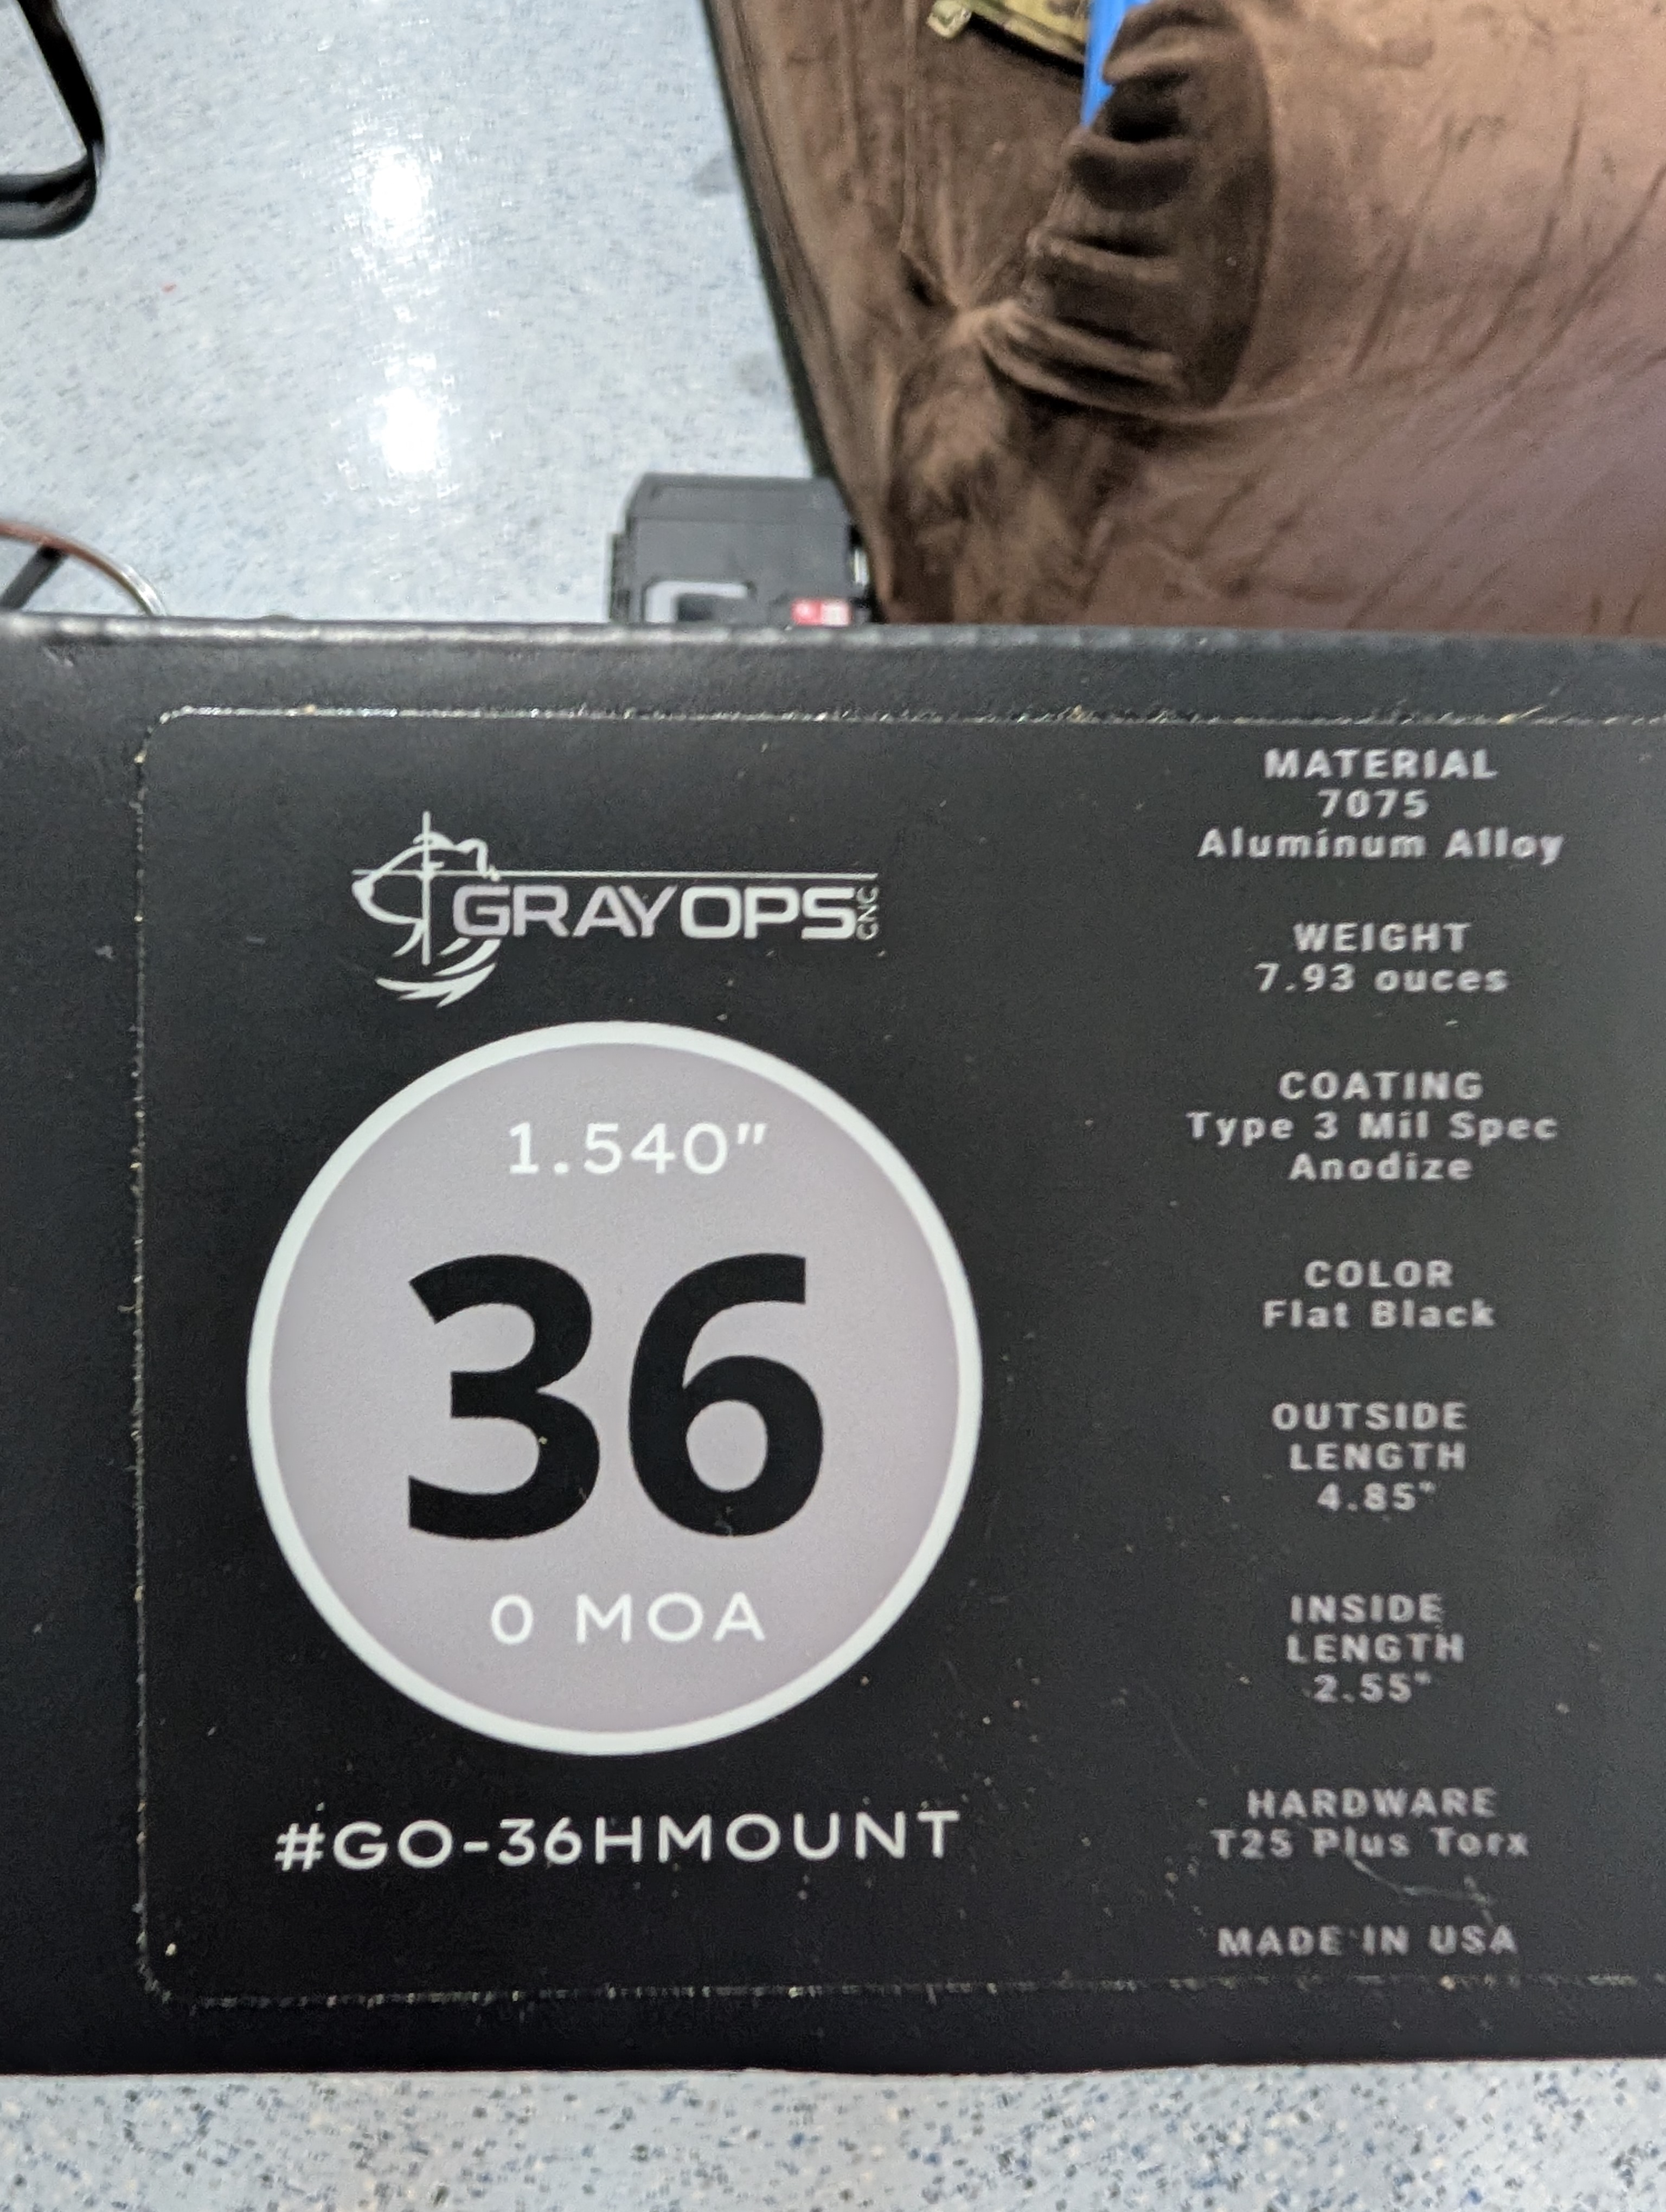 GRAYOPS CNC
1.540"
36
0 MOA
#GO-36HMOUNT
MATERIAL
7075
Aluminum Alloy
WEIGHT
7.93 ouces
COATING
Type 3 Mil Spec
Anodize
COLOR
Flat Black
OUTSIDE
LENGTH
4.85"
INSIDE
LENGTH
2.55"
HARDWARE
T25 Plus Torx
MADE IN USA